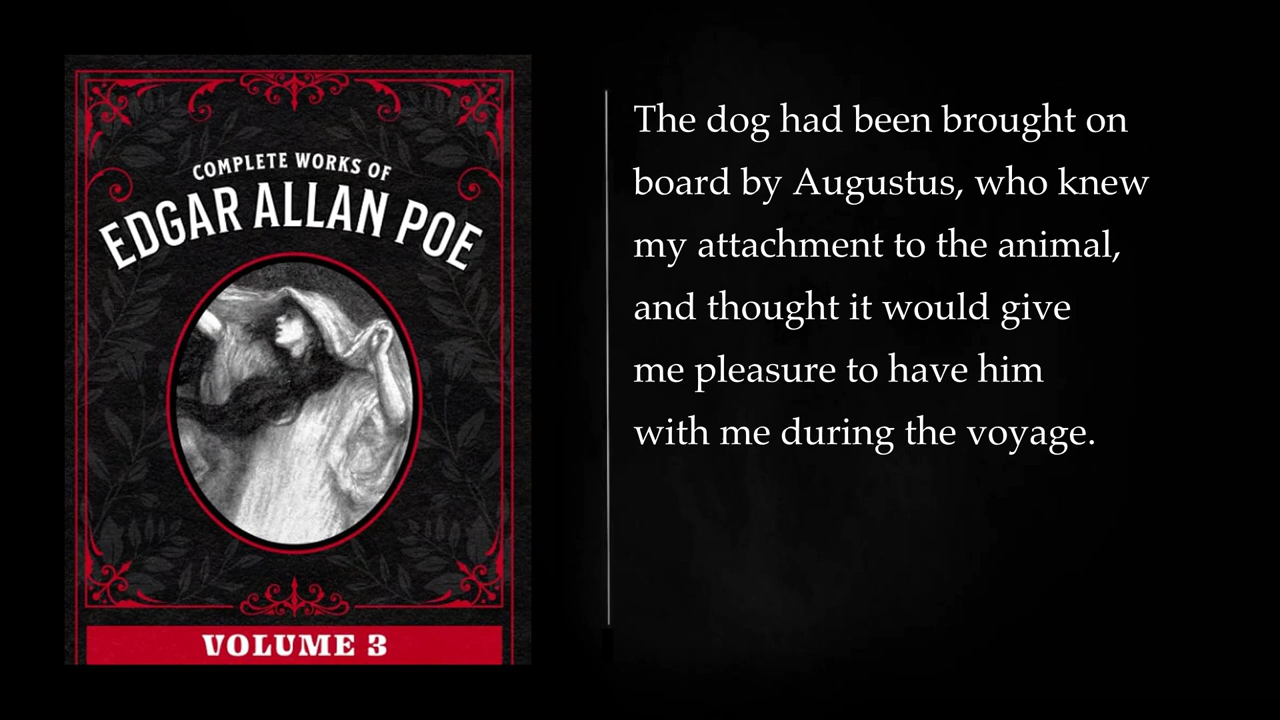 COMPLETE WORKS OF
EDGAR ALLAN POE
VOLUME 3
The dog had been brought on
board by Augustus, who knew
my attachment to the animal,
and thought it would give
me pleasure to have him
with me during the voyage.